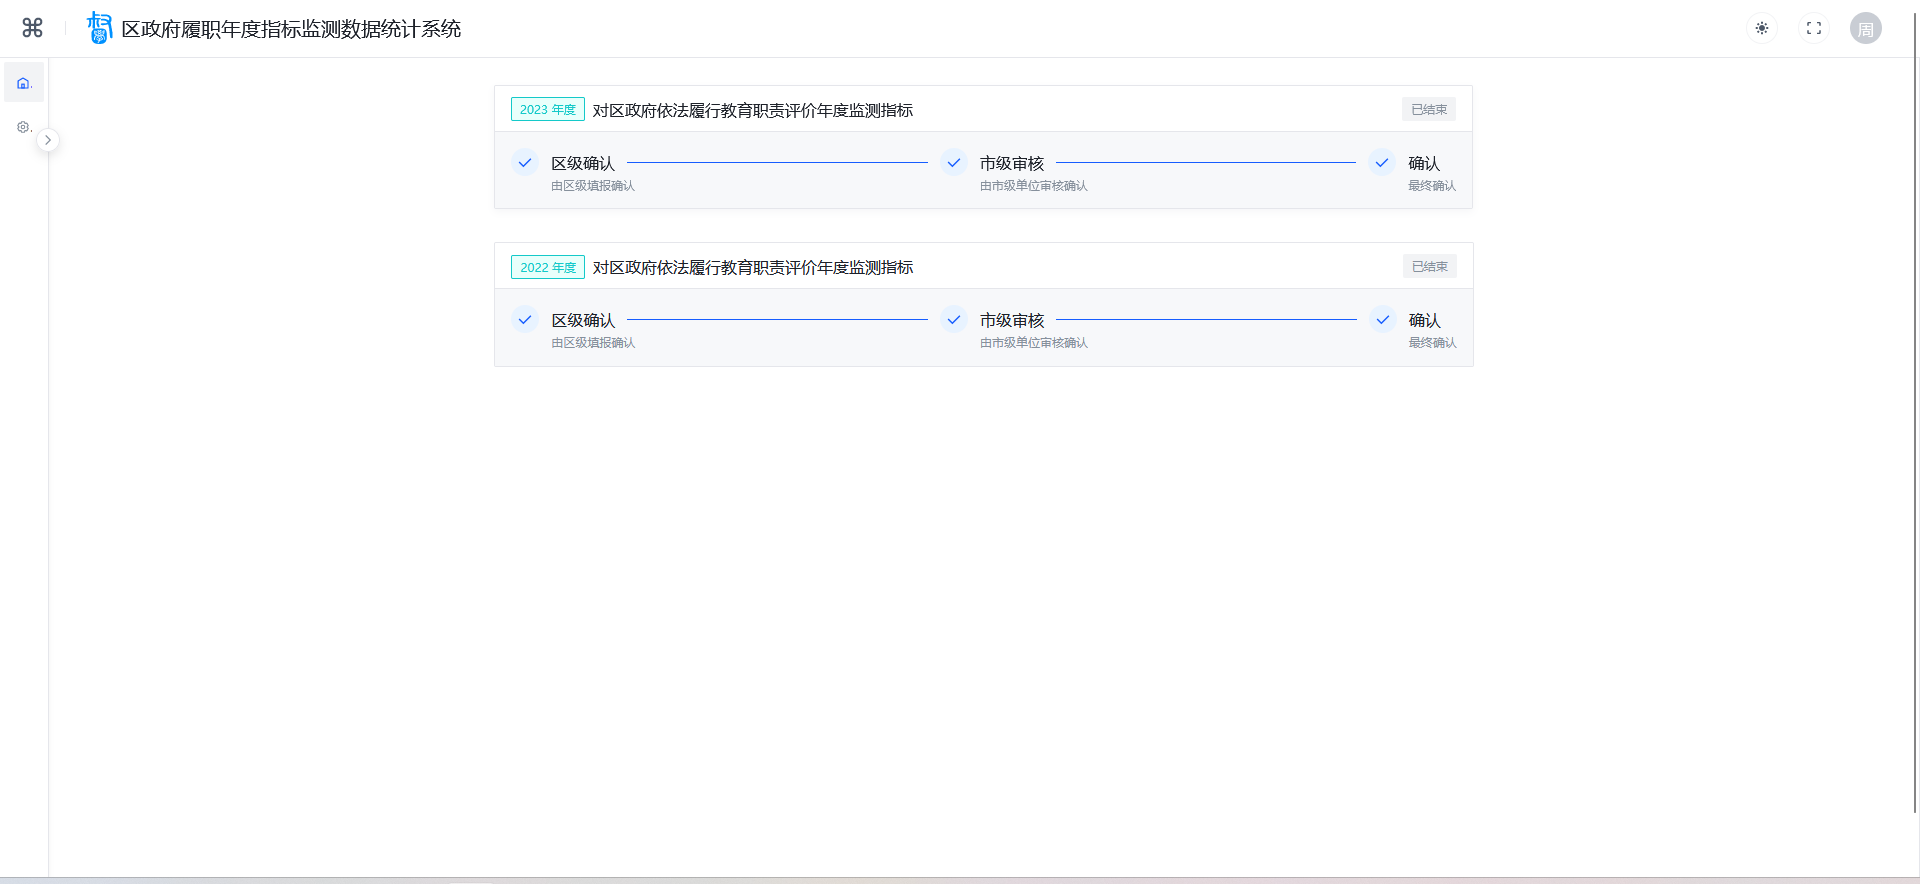 区政府履职年度指标监测数据统计系统
周
2023 年度 对区政府依法履行教育职责评价年度监测指标 已结束
区级确认 市级审核 确认
由区级填报确认 由市级单位审核确认 最终确认
2022 年度 对区政府依法履行教育职责评价年度监测指标 已结束
区级确认 市级审核 确认
由区级填报确认 由市级单位审核确认 最终确认